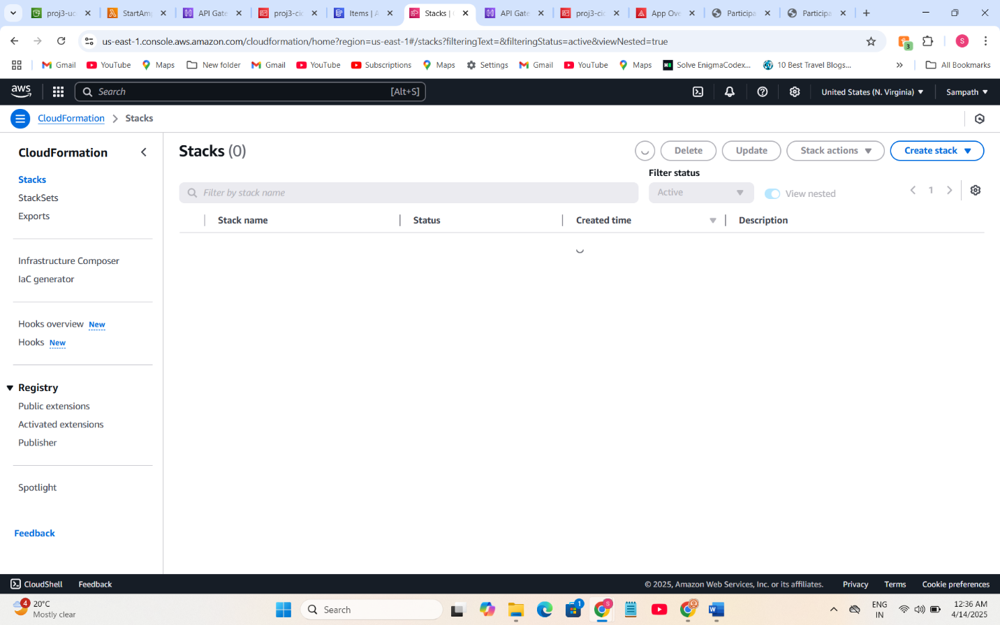 proj3-uc
StartAmp
API Gate
proj3-cic
Items | A
Stacks |
API Gate
proj3-cic
App Ove
Participa
Participa
us-east-1.console.aws.amazon.com/cloudformation/home?region=us-east-1#/stacks?filteringText=&filteringStatus=active&viewNested=true
3
S
Gmail
YouTube
Maps
New folder
Gmail
YouTube
Subscriptions
Maps
Settings
Gmail
YouTube
Maps
Solve EnigmaCodex...
10 Best Travel Blogs...
»
All Bookmarks
aws
Search
[Alt+S]
United States (N. Virginia)
Sampath
CloudFormation
Stacks
CloudFormation
Stacks
StackSets
Exports
Infrastructure Composer
IaC generator
Hooks overview New
Hooks New
Registry
Public extensions
Activated extensions
Publisher
Spotlight
Feedback
Stacks (0)
Delete
Update
Stack actions
Create stack
Filter by stack name
Filter status
Active
View nested
1
Stack name
Status
Created time
Description
CloudShell
Feedback
© 2025, Amazon Web Services, Inc. or its affiliates.
Privacy
Terms
Cookie preferences
4
20°C
Mostly clear
Search
1
S
W
ENG
IN
12:36 AM
4/14/2025